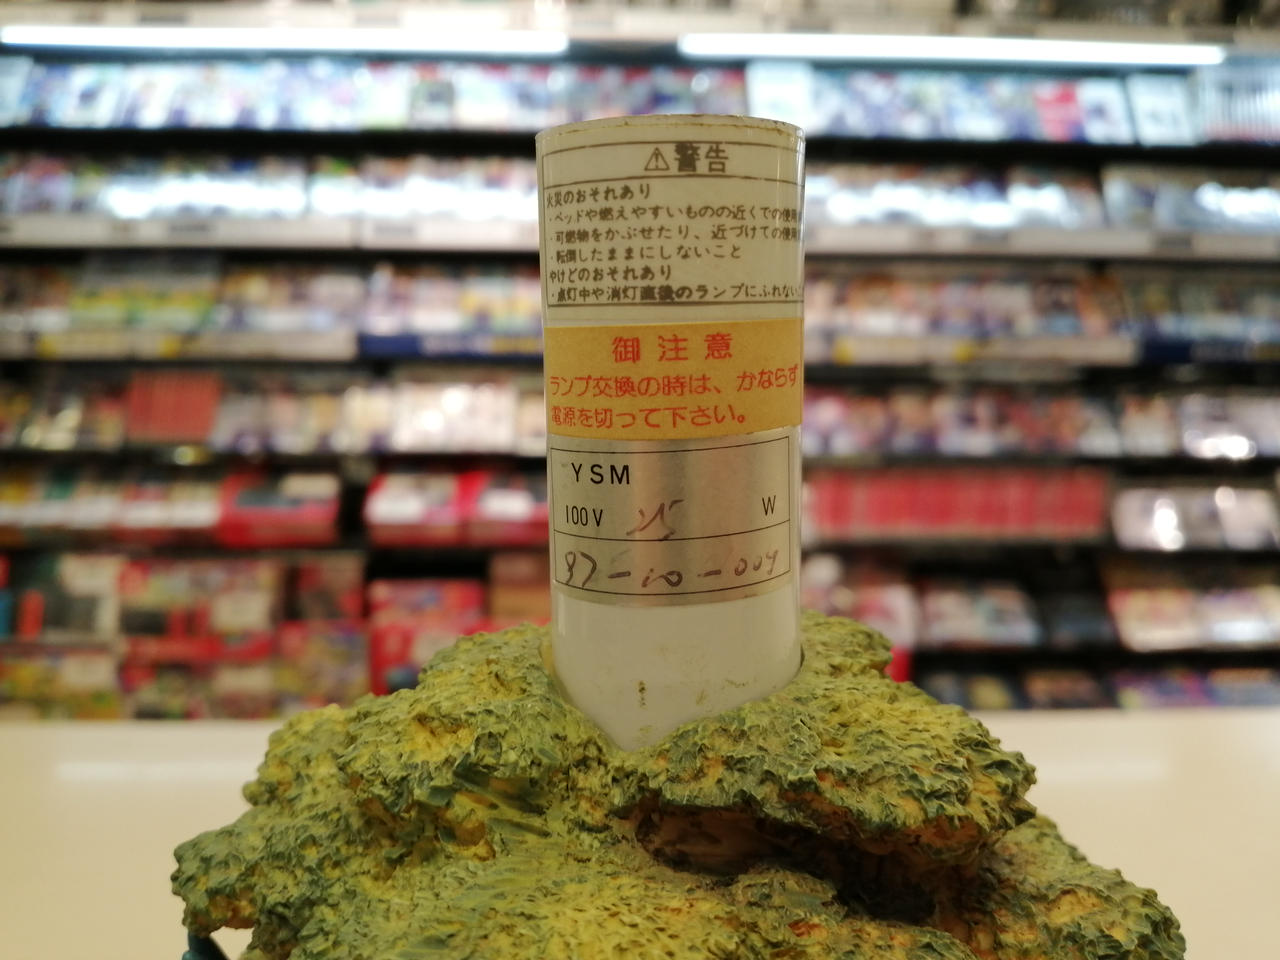 ⚠警告
火災のおそれあり
・ベッドや燃えやすいものの近くでの使用
・可燃物をかぶせたり、近づけての使用
・転倒したままにしないこと
やけどのおそれあり
・点灯中や消灯直後のランプにふれない
御注意
ランプ交換の時は、かならず
電源を切って下さい。
YSM
100V 25 W
97-10-009